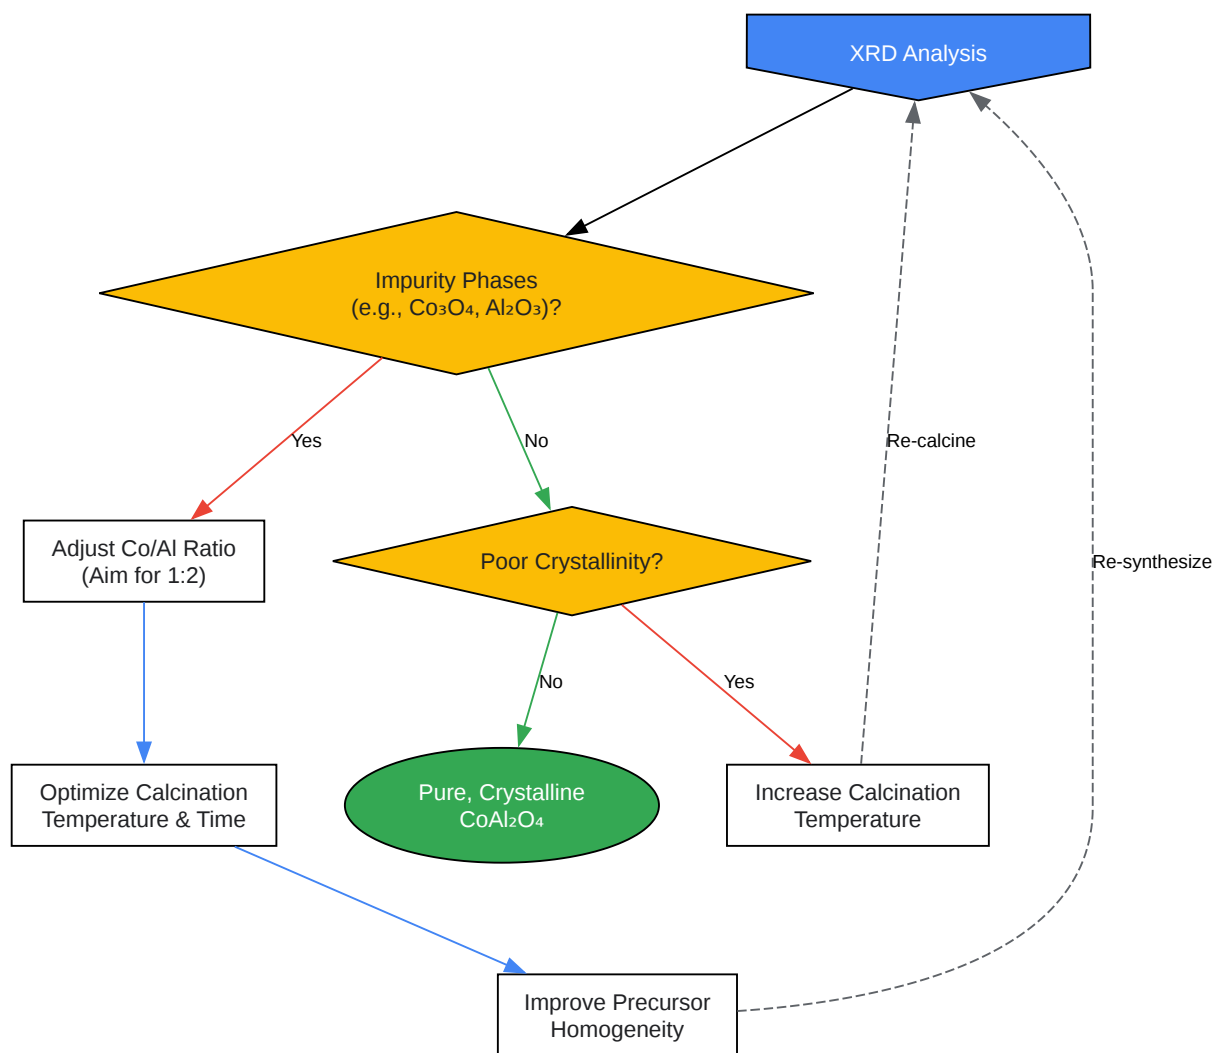 XRD Analysis
Impurity Phases
(e.g., Co₃O₄, Al₂O₃)?
Yes
No
Re-calcine
Adjust Co/Al Ratio
(Aim for 1:2)
Poor Crystallinity?
Re-synthesize
No
Yes
Optimize Calcination
Temperature & Time
Pure, Crystalline
CoAl₂O₄
Increase Calcination
Temperature
Improve Precursor
Homogeneity